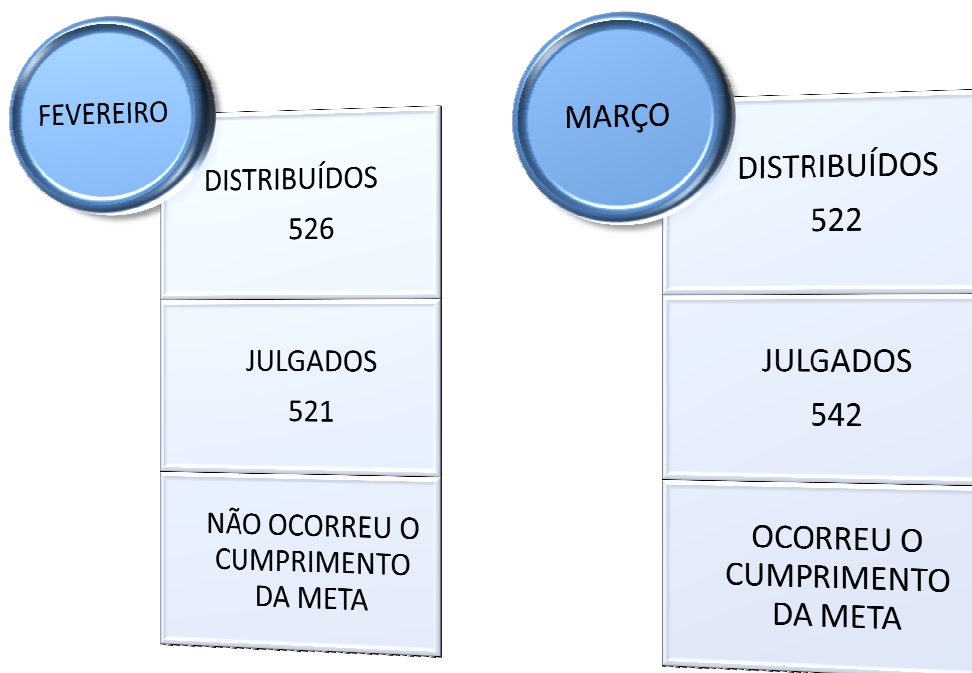 FEVEREIRO
DISTRIBUÍDOS
526
JULGADOS
521
NÃO OCORREU O
CUMPRIMENTO
DA META
MARÇO
DISTRIBUÍDOS
522
JULGADOS
542
OCORREU O
CUMPRIMENTO
DA META